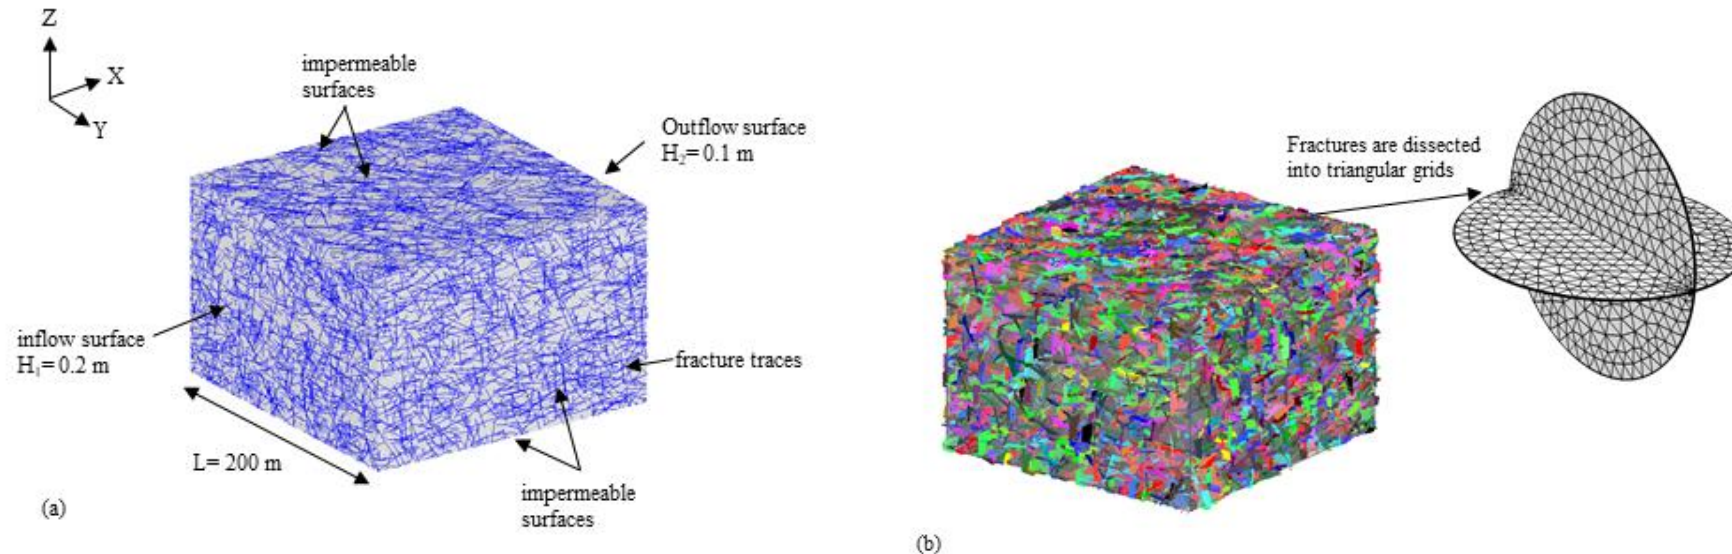 Z
X
Y
impermeable
surfaces
Outflow surface
H₂= 0.1 m
inflow surface
H₁= 0.2 m
fracture traces
L= 200 m
impermeable
surfaces
(a)
Fractures are dissected
into triangular grids
(b)